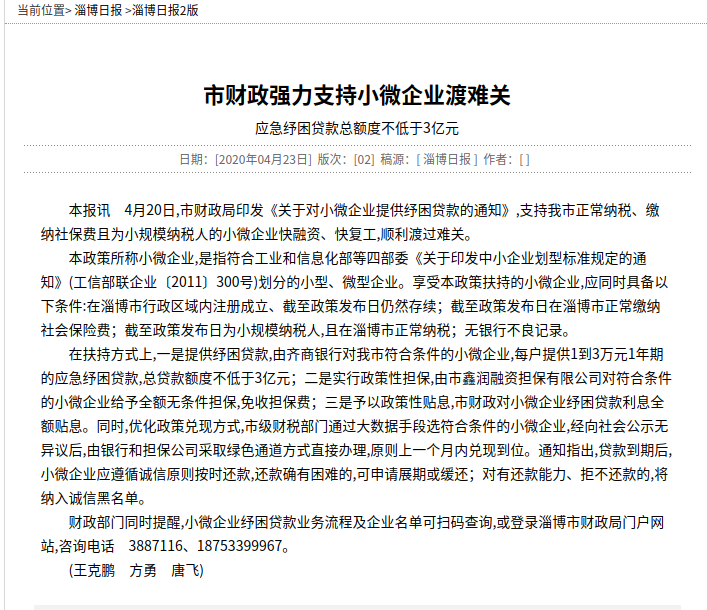 当前位置> 淄博日报 >淄博日报2版
市财政强力支持小微企业渡难关
应急纾困贷款总额度不低于3亿元
日期：[2020年04月23日] 版次：[02] 稿源：[ 淄博日报 ] 作者：[ ]
本报讯　4月20日,市财政局印发《关于对小微企业提供纾困贷款的通知》,支持我市正常纳税、缴
纳社保费且为小规模纳税人的小微企业快融资、快复工,顺利渡过难关。
本政策所称小微企业,是指符合工业和信息化部等四部委《关于印发中小企业划型标准规定的通
知》(工信部联企业〔2011〕300号)划分的小型、微型企业。享受本政策扶持的小微企业,应同时具备以
下条件:在淄博市行政区域内注册成立、截至政策发布日仍然存续；截至政策发布日在淄博市正常缴纳
社会保险费；截至政策发布日为小规模纳税人,且在淄博市正常纳税；无银行不良记录。
在扶持方式上,一是提供纾困贷款,由齐商银行对我市符合条件的小微企业,每户提供1到3万元1年期
的应急纾困贷款,总贷款额度不低于3亿元；二是实行政策性担保,由市鑫润融资担保有限公司对符合条件
的小微企业给予全额无条件担保,免收担保费；三是予以政策性贴息,市财政对小微企业纾困贷款利息全
额贴息。同时,优化政策兑现方式,市级财税部门通过大数据手段选符合条件的小微企业,经向社会公示无
异议后,由银行和担保公司采取绿色通道方式直接办理,原则上一个月内兑现到位。通知指出,贷款到期后,
小微企业应遵循诚信原则按时还款,还款确有困难的,可申请展期或缓还；对有还款能力、拒不还款的,将
纳入诚信黑名单。
财政部门同时提醒,小微企业纾困贷款业务流程及企业名单可扫码查询,或登录淄博市财政局门户网
站,咨询电话　3887116、18753399967。
(王克鹏　方勇　唐飞)